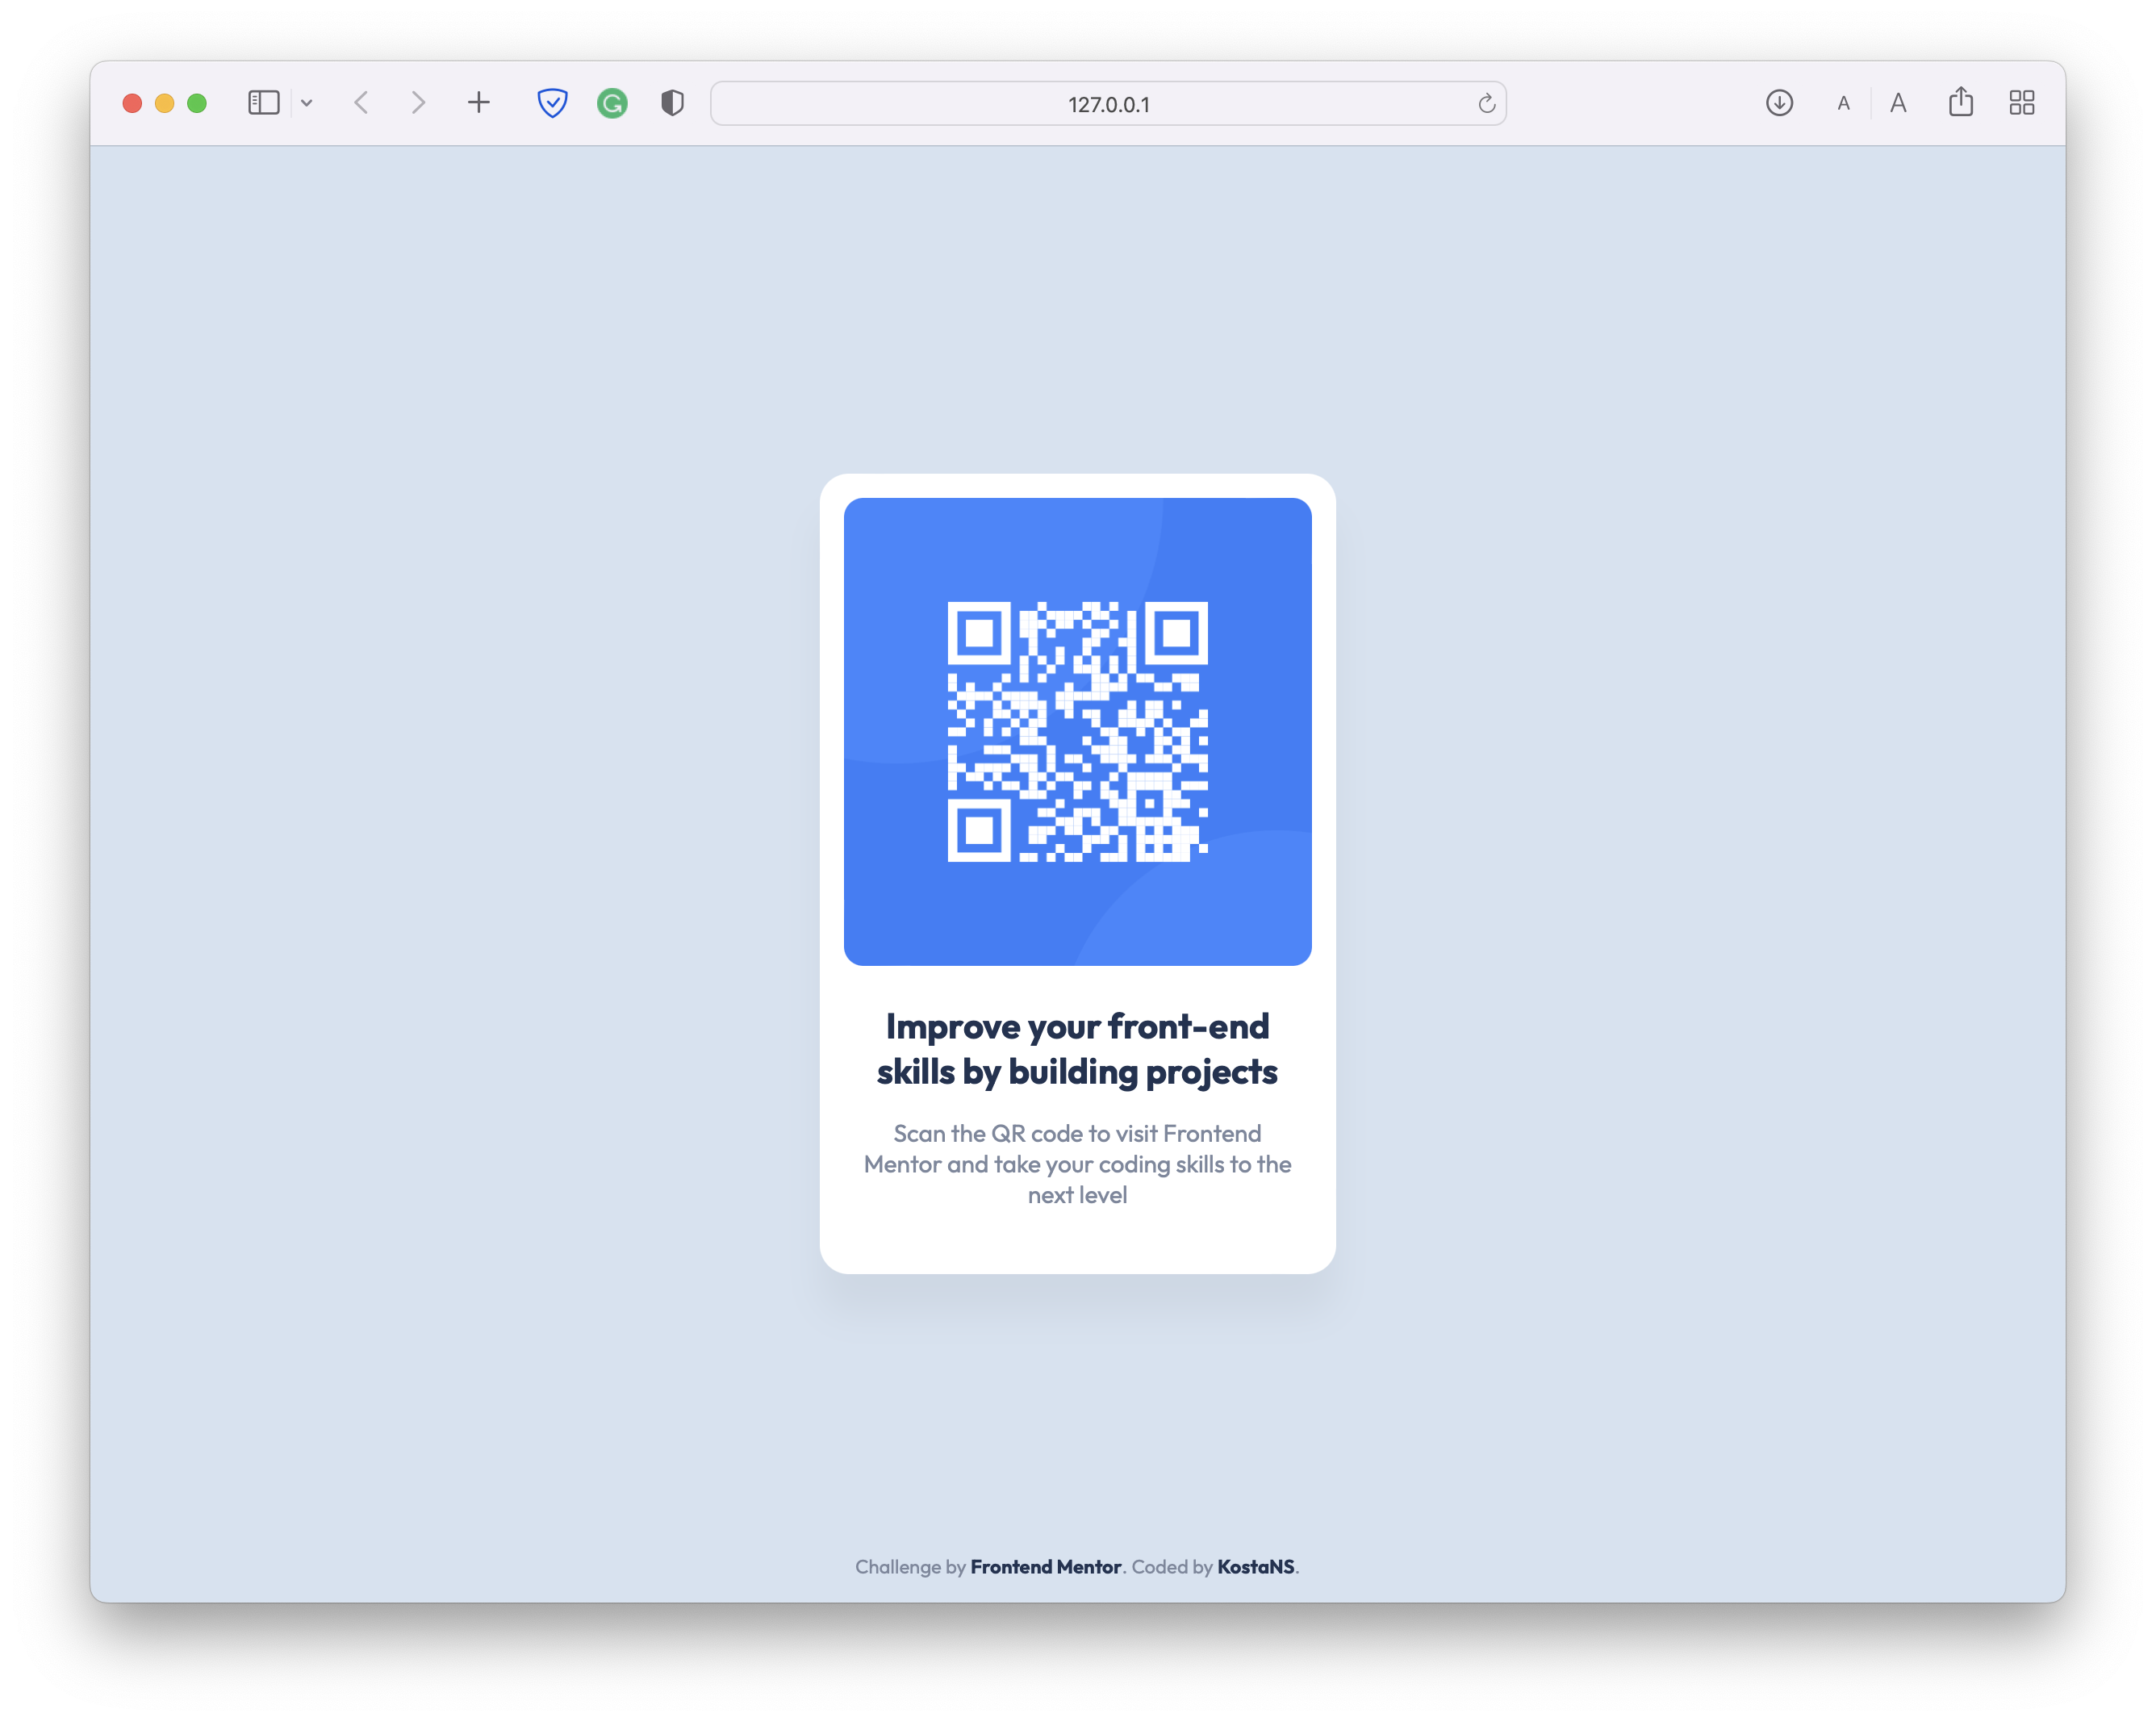 127.0.0.1
A A
Improve your front-end
skills by building projects
Scan the QR code to visit Frontend
Mentor and take your coding skills to the
next level
Challenge by Frontend Mentor. Coded by KostaNS.